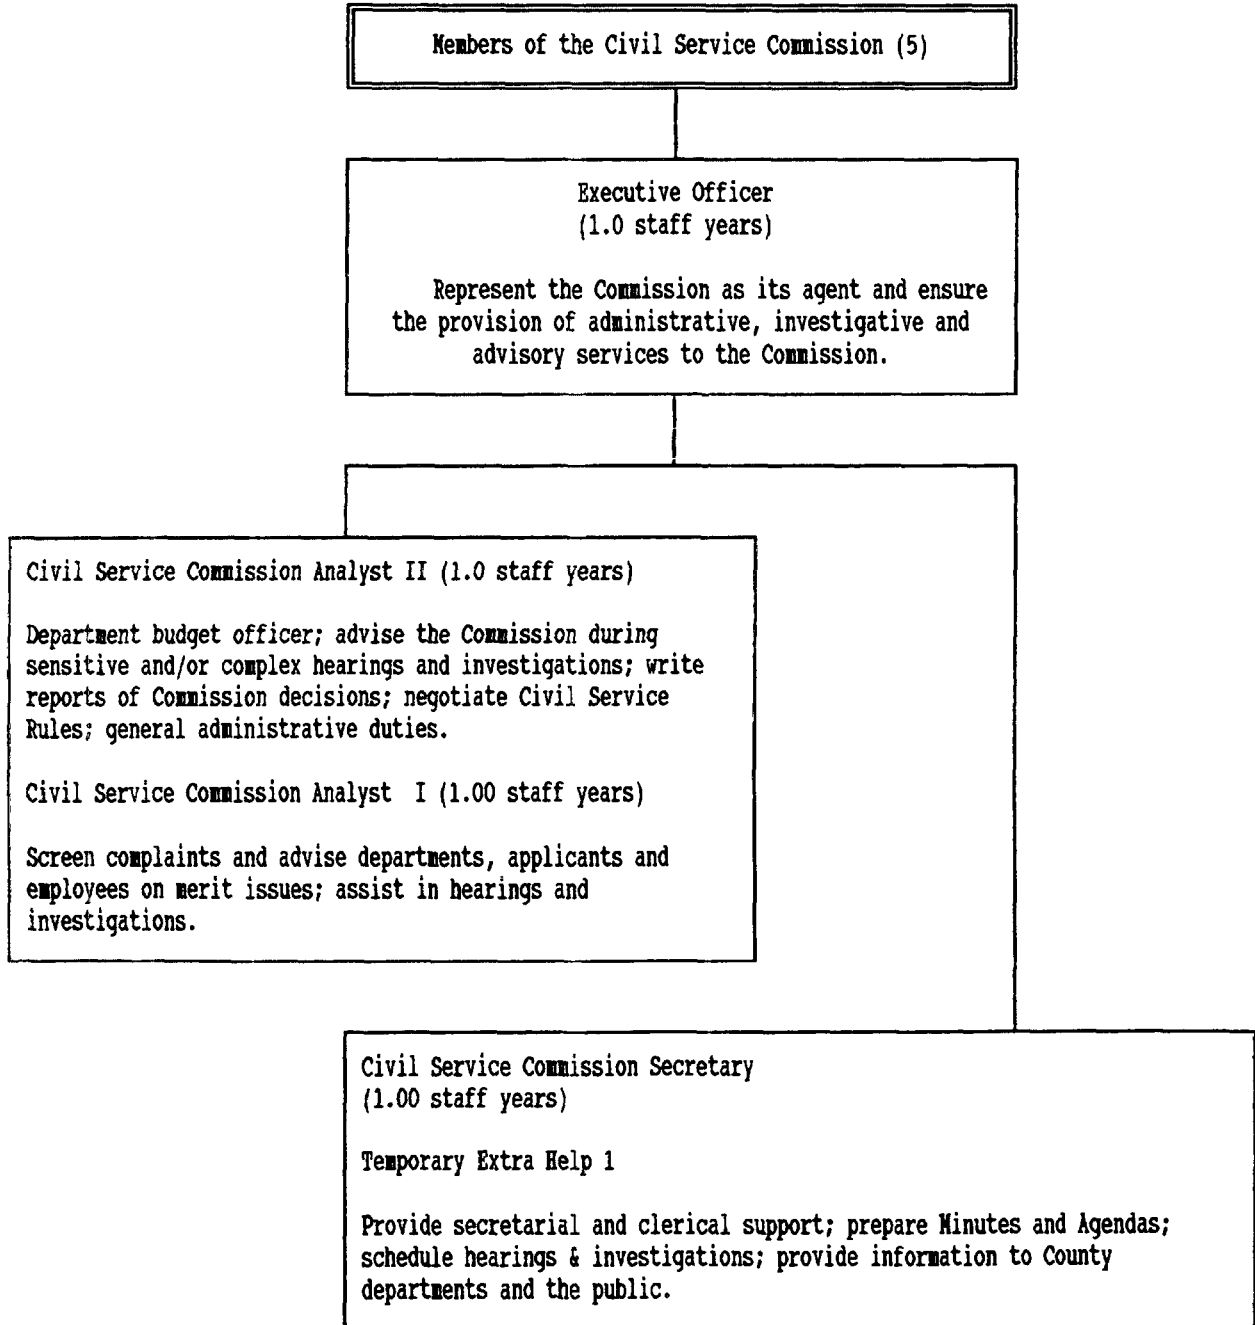 Members of the Civil Service Commission (5)
Executive Officer
(1.0 staff years)
Represent the Commission as its agent and ensure
the provision of administrative, investigative and
advisory services to the Commission.
Civil Service Commission Analyst II (1.0 staff years)
Department budget officer; advise the Commission during
sensitive and/or complex hearings and investigations; write
reports of Commission decisions; negotiate Civil Service
Rules; general administrative duties.
Civil Service Commission Analyst I (1.00 staff years)
Screen complaints and advise departments, applicants and
employees on merit issues; assist in hearings and
investigations.
Civil Service Commission Secretary
(1.00 staff years)
Temporary Extra Help 1
Provide secretarial and clerical support; prepare Minutes and Agendas;
schedule hearings & investigations; provide information to County
departments and the public.